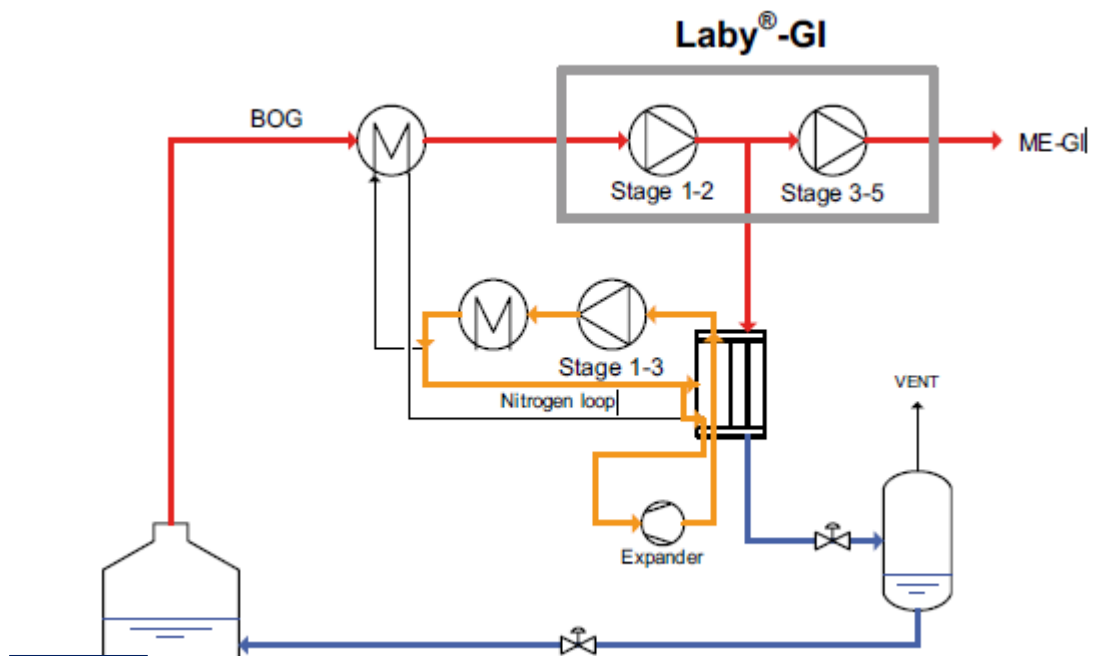 Laby®-GI
BOG
ME-GI
Stage 1-2
Stage 3-5
Stage 1-3
Nitrogen loop
VENT
Expander